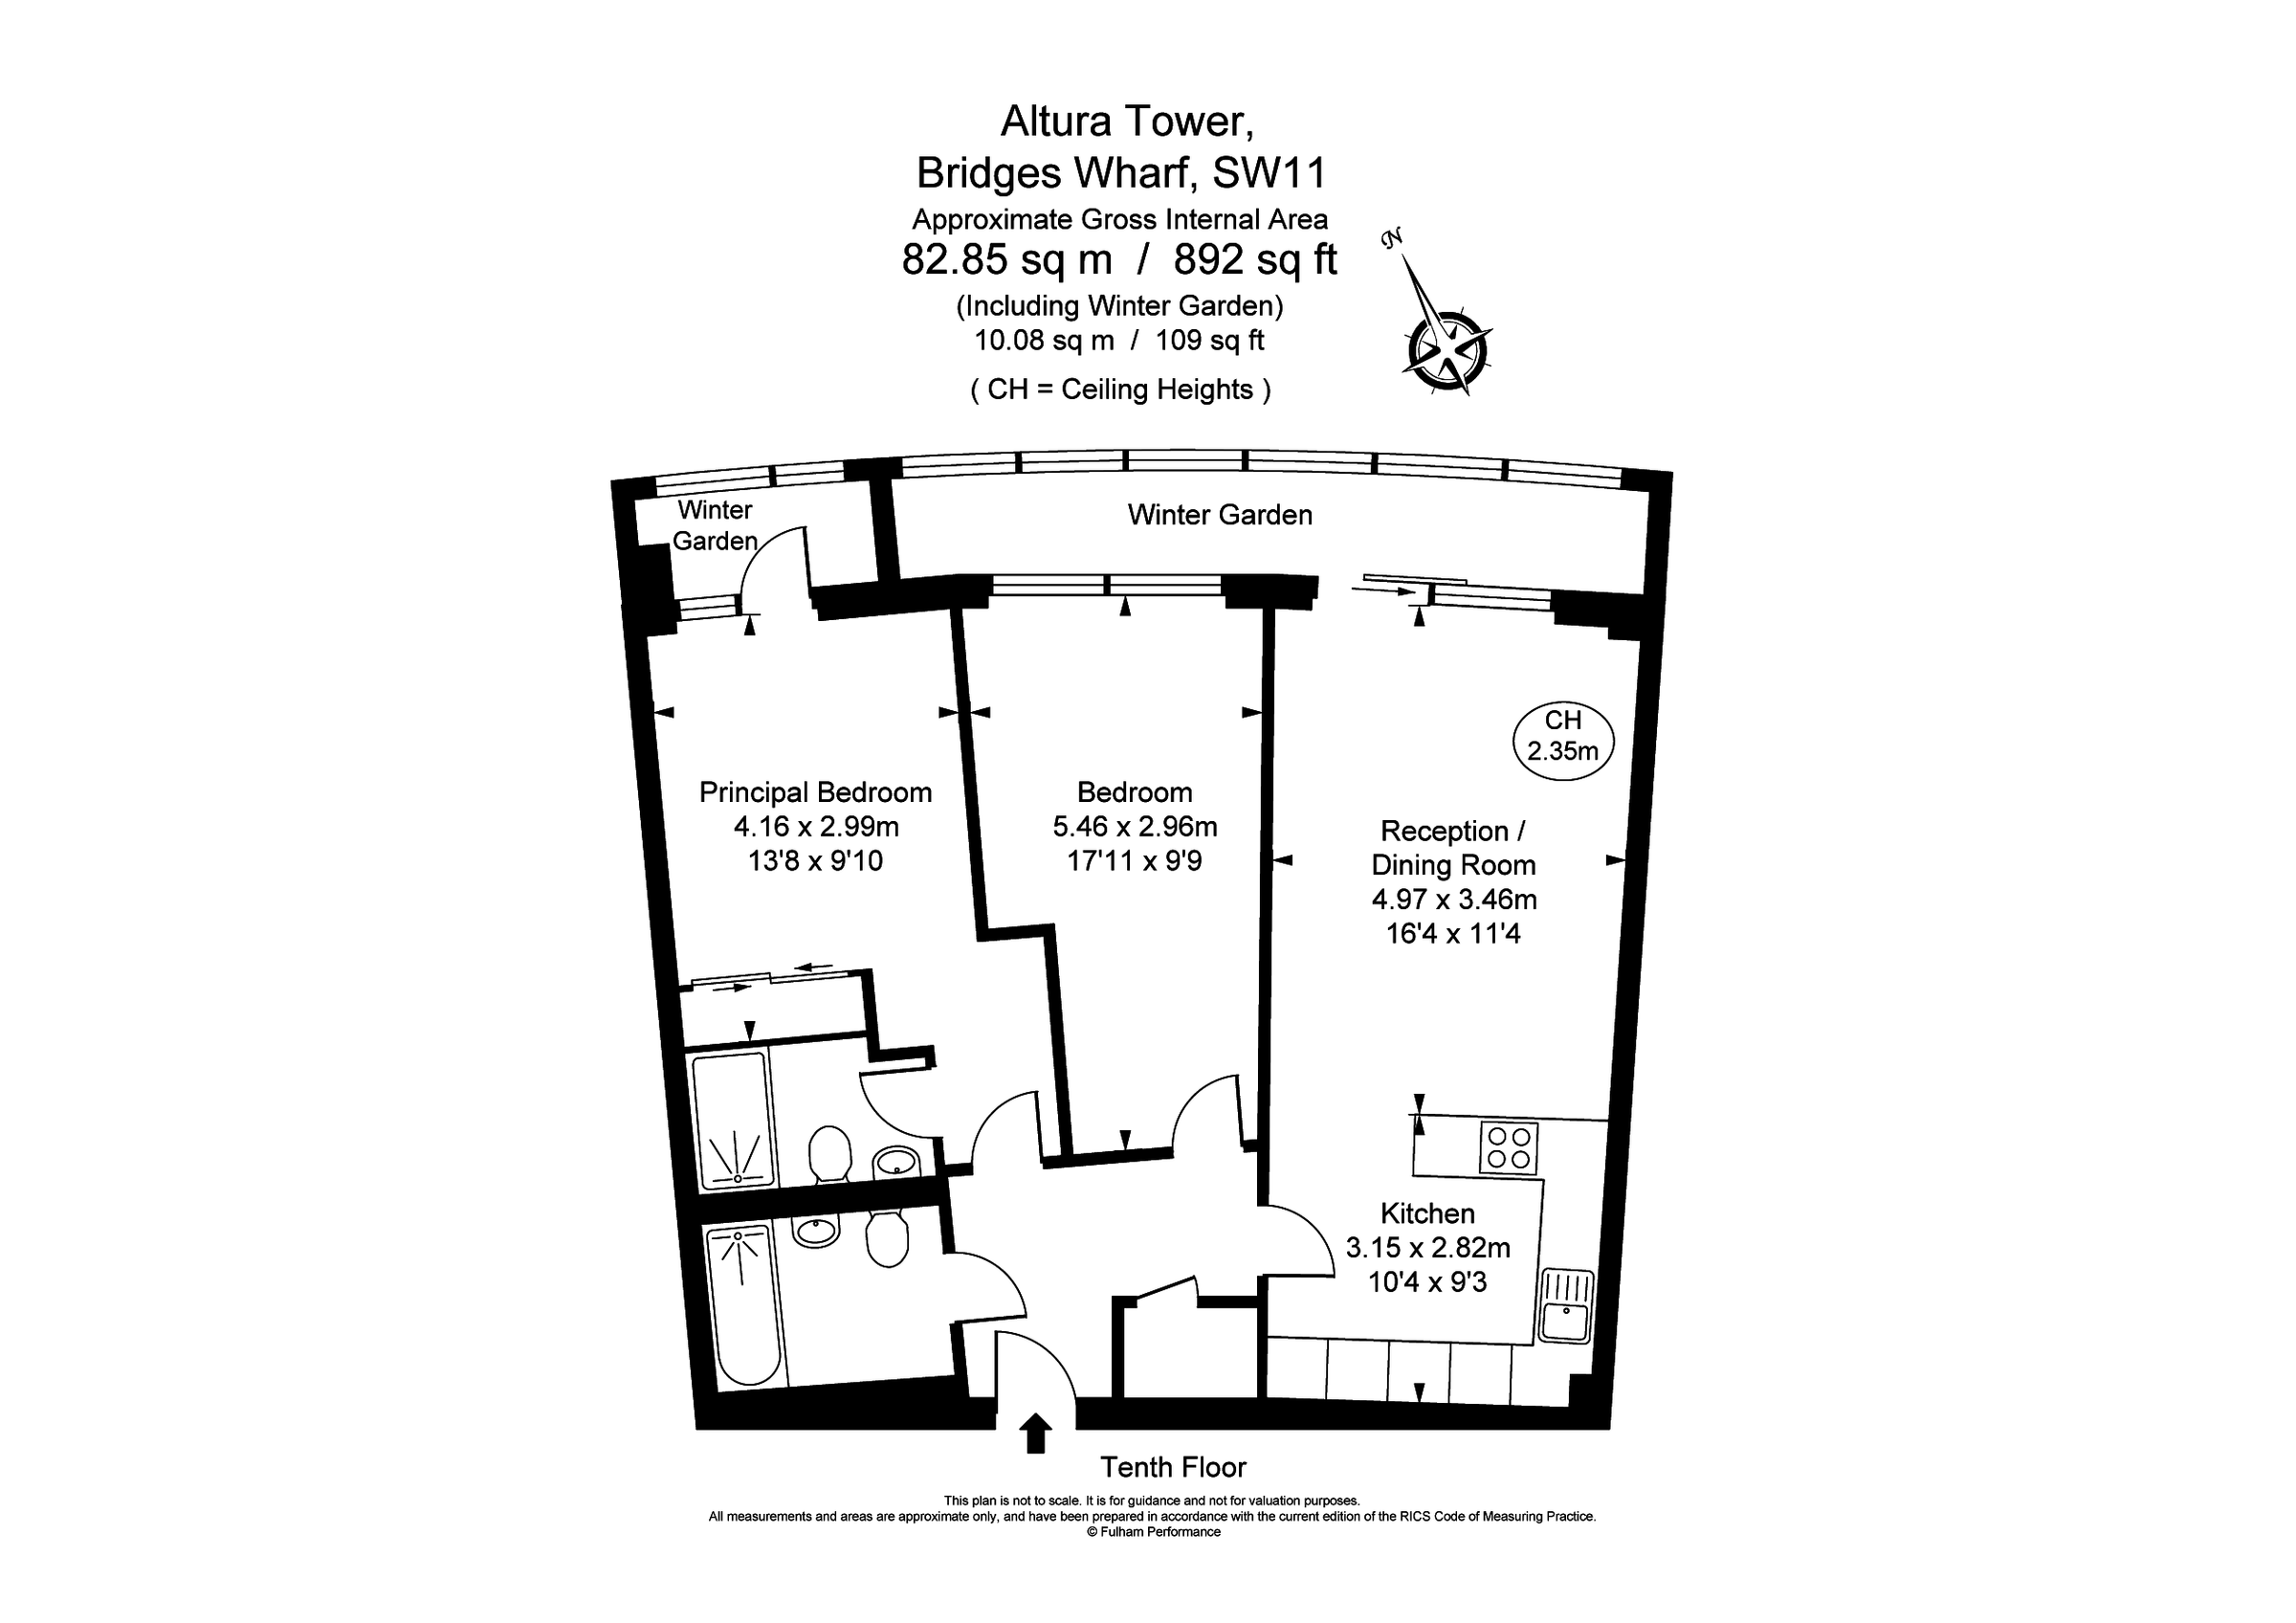 Altura Tower,
Bridges Wharf, SW11
Approximate Gross Internal Area
82.85 sq m / 892 sq ft
(Including Winter Garden)
10.08 sq m / 109 sq ft
( CH = Ceiling Heights )
N
Winter
Garden
Winter Garden
CH
2.35m
Principal Bedroom
4.16 x 2.99m
13'8 x 9'10
Bedroom
5.46 x 2.96m
17'11 x 9'9
Reception /
Dining Room
4.97 x 3.46m
16'4 x 11'4
Kitchen
3.15 x 2.82m
10'4 x 9'3
Tenth Floor
This plan is not to scale. It is for guidance and not for valuation purposes.
All measurements and areas are approximate only, and have been prepared in accordance with the current edition of the RICS Code of Measuring Practice.
© Fulham Performance